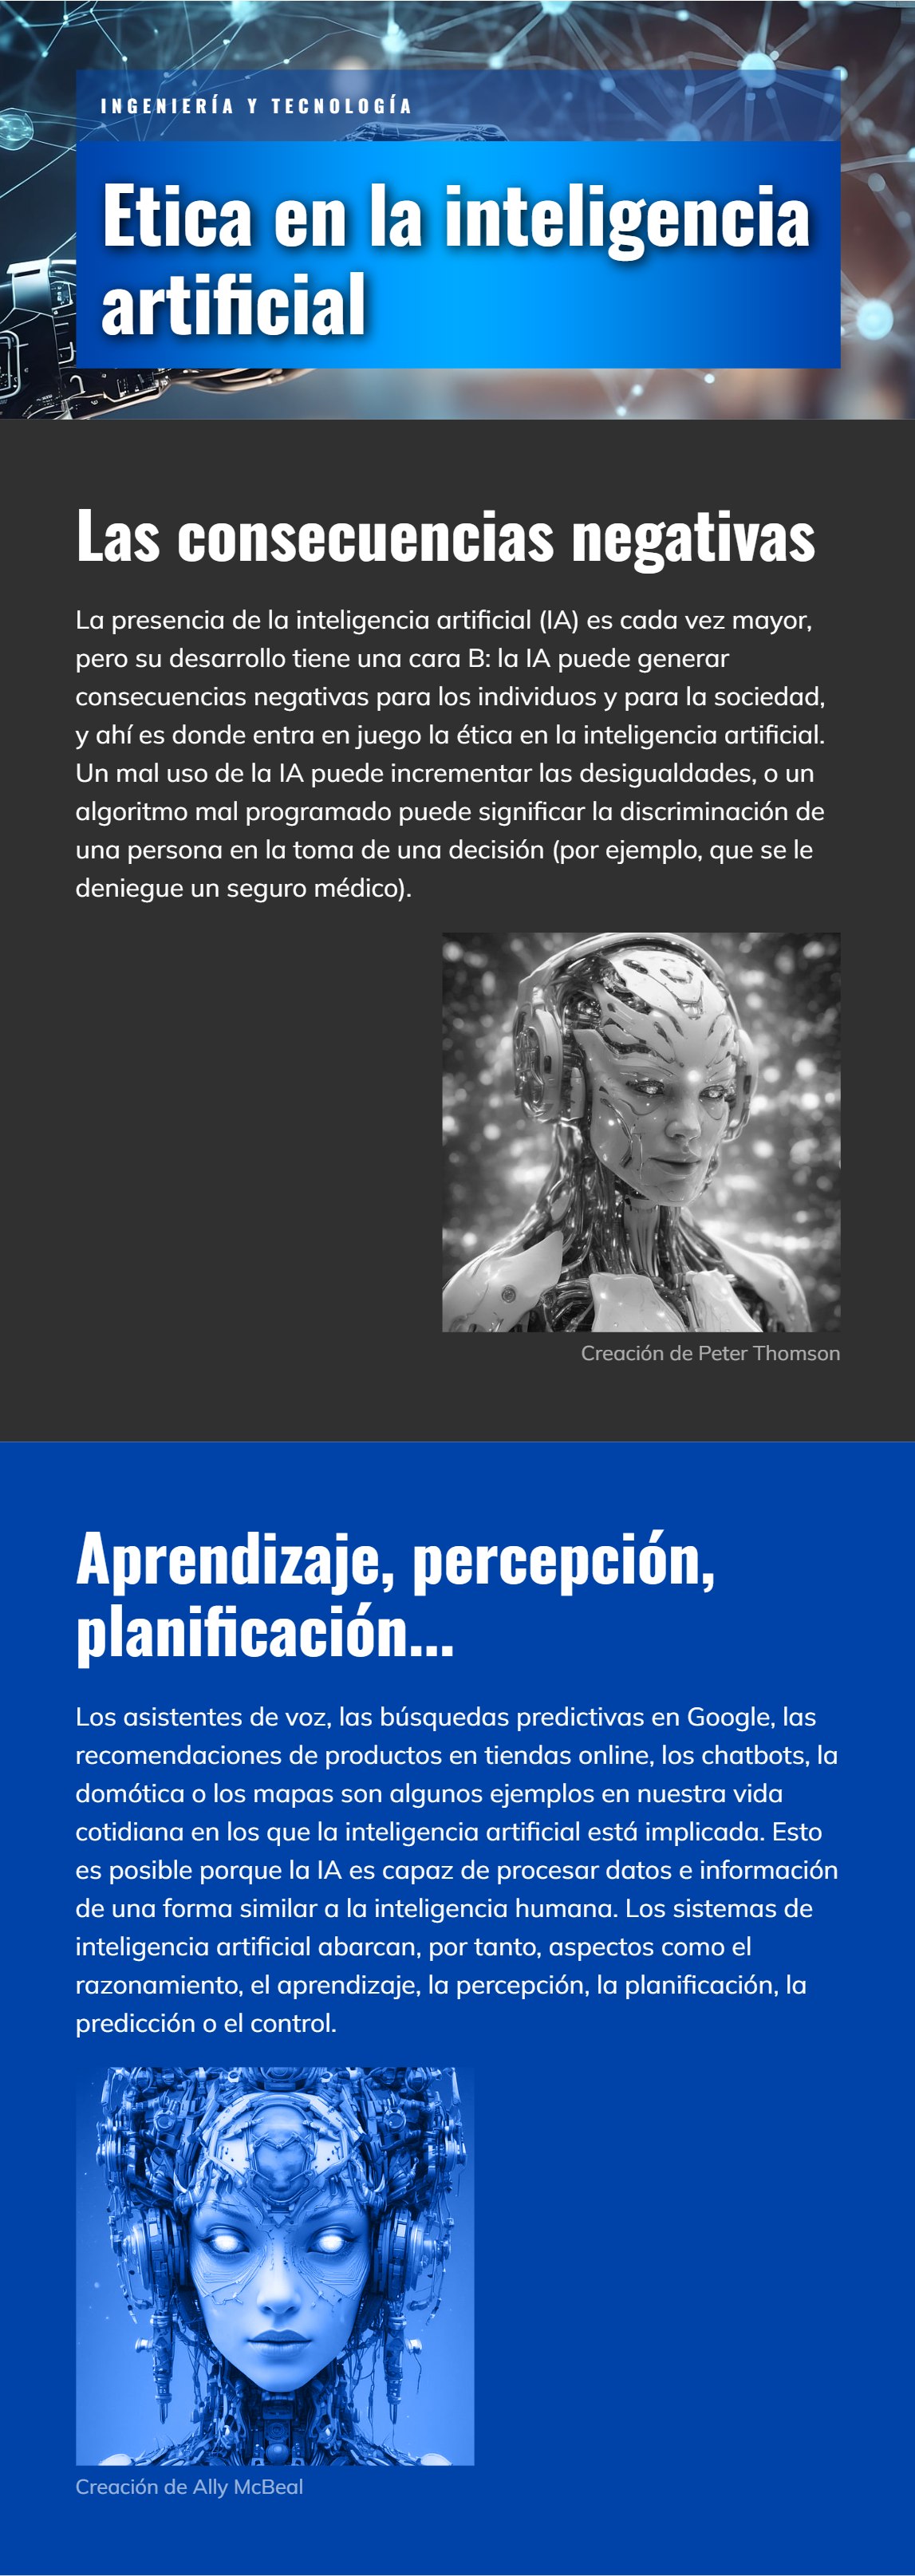 INGENIERÍA Y TECNOLOGÍA
Etica en la inteligencia
artificial
Las consecuencias negativas
La presencia de la inteligencia artificial (IA) es cada vez mayor,
pero su desarrollo tiene una cara B: la IA puede generar
consecuencias negativas para los individuos y para la sociedad,
y ahí es donde entra en juego la ética en la inteligencia artificial.
Un mal uso de la IA puede incrementar las desigualdades, o un
algoritmo mal programado puede significar la discriminación de
una persona en la toma de una decisión (por ejemplo, que se le
deniegue un seguro médico).
Creación de Peter Thomson
Aprendizaje, percepción,
planificación...
Los asistentes de voz, las búsquedas predictivas en Google, las
recomendaciones de productos en tiendas online, los chatbots, la
domótica o los mapas son algunos ejemplos en nuestra vida
cotidiana en los que la inteligencia artificial está implicada. Esto
es posible porque la IA es capaz de procesar datos e información
de una forma similar a la inteligencia humana. Los sistemas de
inteligencia artificial abarcan, por tanto, aspectos como el
razonamiento, el aprendizaje, la percepción, la planificación, la
predicción o el control.
Creación de Ally McBeal